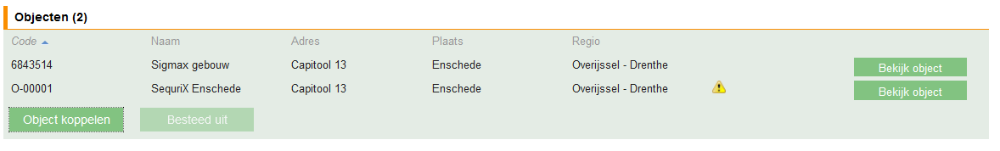 Objecten (2)
Code Naam Adres Plaats Regio
6843514 Sigmax gebouw Capitool 13 Enschede Overijssel - Drenthe Bekijk object
O-00001 SequriX Enschede Capitool 13 Enschede Overijssel - Drenthe Bekijk object
Object koppelen Besteed uit